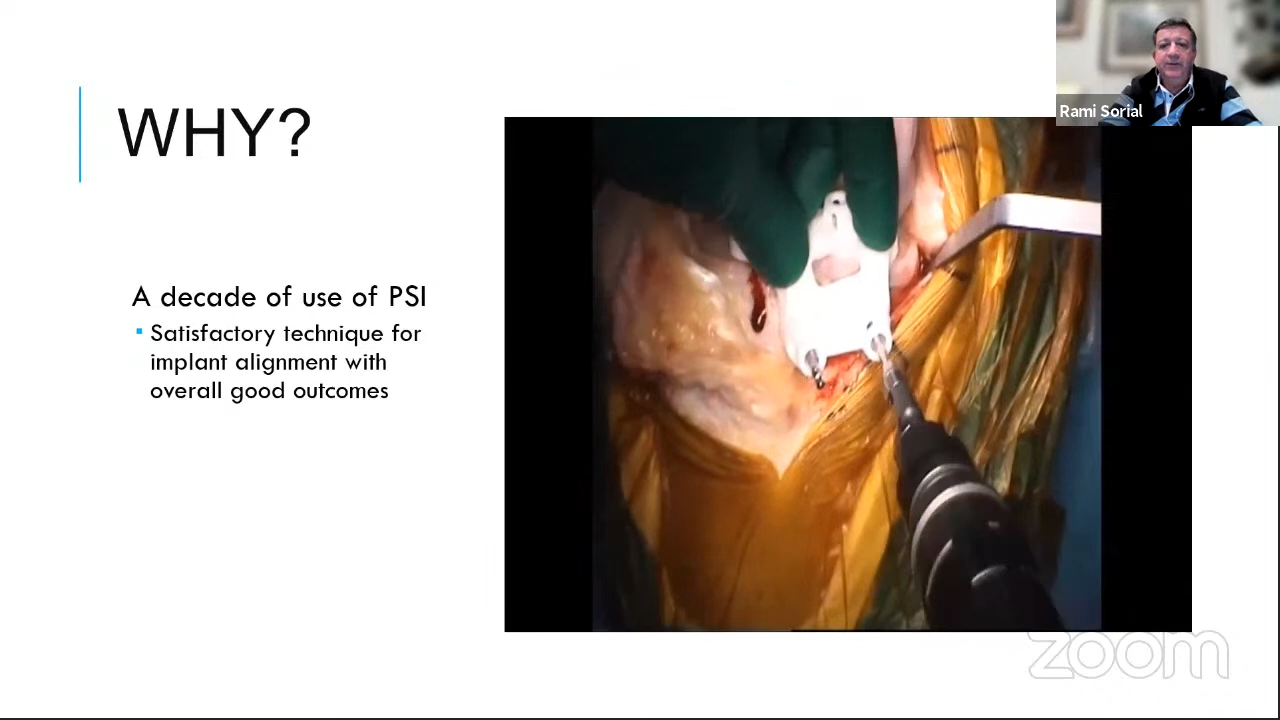 WHY?
Rami Sorial
A decade of use of PSI
Satisfactory technique for
implant alignment with
overall good outcomes
zoom